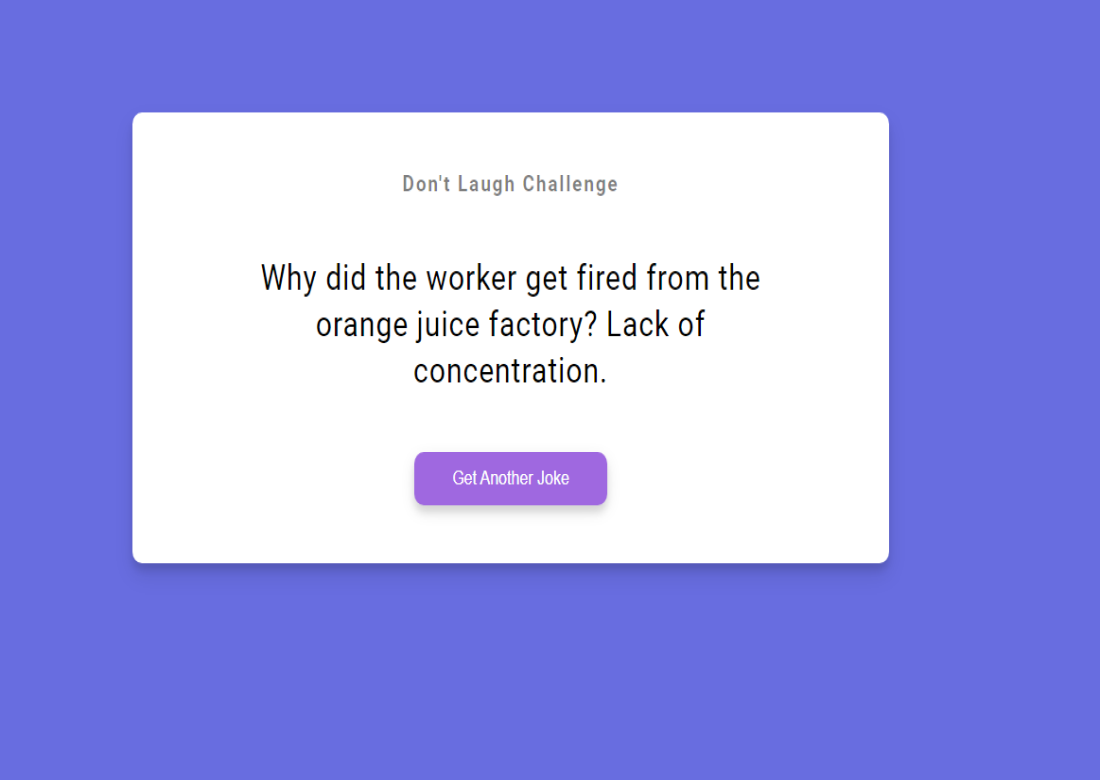 Don't Laugh Challenge
Why did the worker get fired from the
orange juice factory? Lack of
concentration.
Get Another Joke